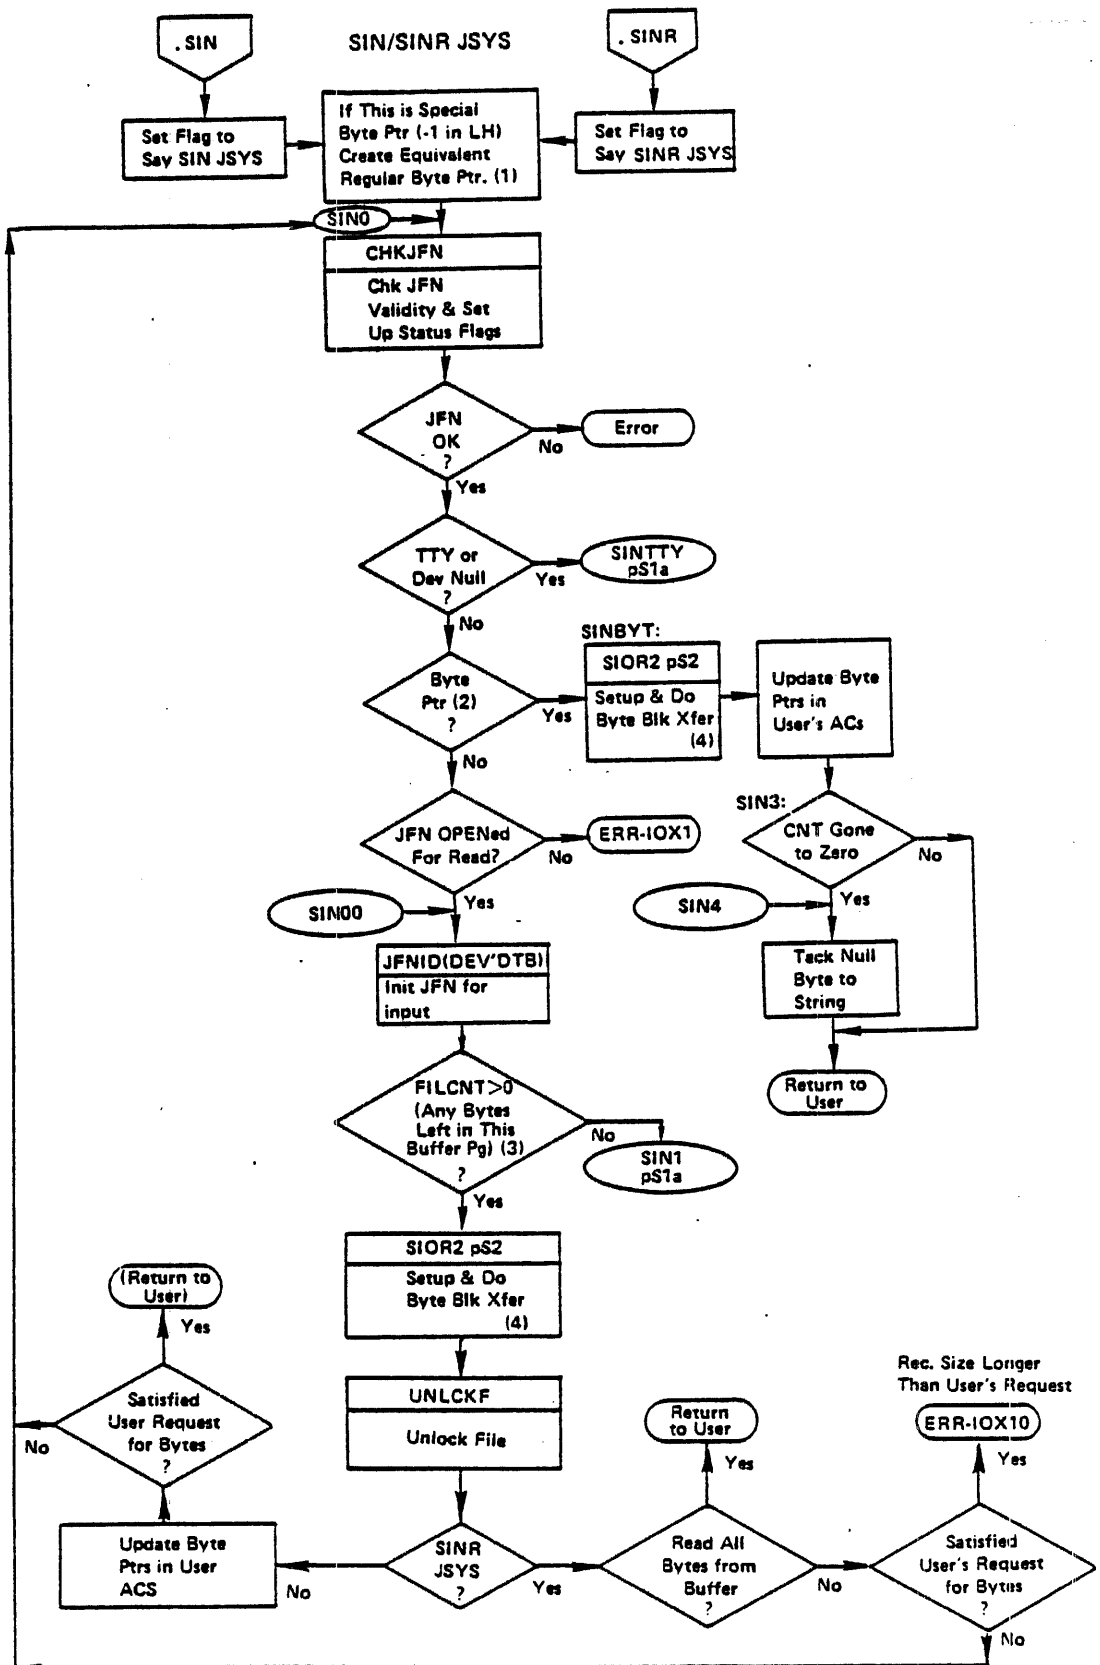 .SIN
SIN/SINR JSYS
.SINR
Set Flag to
Say SIN JSYS
If This is Special
Byte Ptr (-1 in LH)
Create Equivalent
Regular Byte Ptr. (1)
Set Flag to
Say SINR JSYS
SIN0
CHKJFN
Chk JFN
Validity & Set
Up Status Flags
JFN
OK
?
No
Error
Yes
TTY or
Dev Null
?
Yes
SINTTY
pS1a
No
Byte
Ptr (2)
?
Yes
SINBYT:
SIOR2 pS2
Setup & Do
Byte Blk Xfer
(4)
Update Byte
Ptrs in
User's ACs
No
JFN OPENed
For Read?
No
ERR-IOX1
Yes
SIN3:
CNT Gone
to Zero
No
Yes
SIN00
SIN4
JFNID(DEV'DTB)
Init JFN for
input
Tack Null
Byte to
String
Return to
User
FILCNT>0
(Any Bytes
Left in This
Buffer Pg) (3)
?
No
SIN1
pS1a
Yes
SIOR2 pS2
Setup & Do
Byte Blk Xfer
(4)
UNLCKF
Unlock File
SINR
JSYS
?
No
Yes
Update Byte
Ptrs in User
ACS
Satisfied
User Request
for Bytes
?
No
Yes
(Return to
User)
Read All
Bytes from
Buffer
?
Yes
Return
to User
No
Satisfied
User's Request
for Bytes
?
Yes
Rec. Size Longer
Than User's Request
ERR-IOX10
No